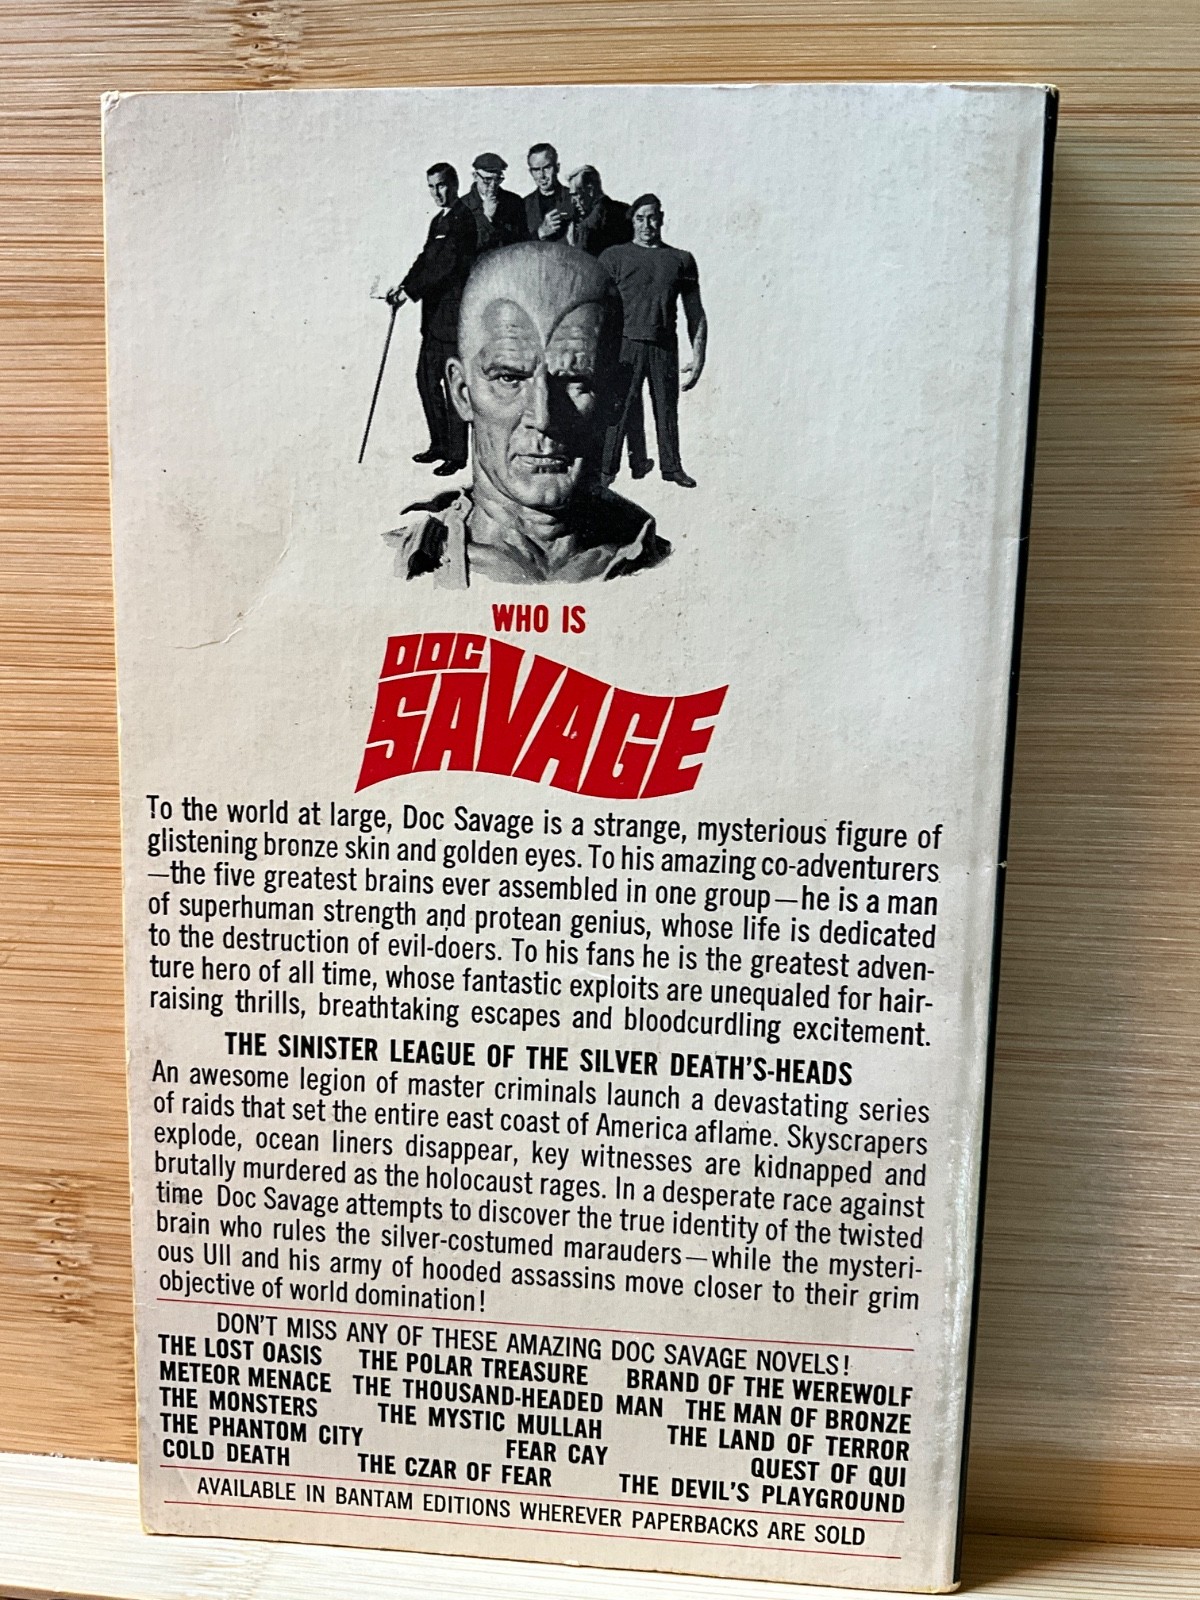 WHO IS
DOC
SAVAGE
To the world at large, Doc Savage is a strange, mysterious figure of
glistening bronze skin and golden eyes. To his amazing co-adventurers
—the five greatest brains ever assembled in one group—he is a man
of superhuman strength and protean genius, whose life is dedicated
to the destruction of evil-doers. To his fans he is the greatest adven-
ture hero of all time, whose fantastic exploits are unequaled for hair-
raising thrills, breathtaking escapes and bloodcurdling excitement.
THE SINISTER LEAGUE OF THE SILVER DEATH'S-HEADS
An awesome legion of master criminals launch a devastating series
of raids that set the entire east coast of America aflame. Skyscrapers
explode, ocean liners disappear, key witnesses are kidnapped and
brutally murdered as the holocaust rages. In a desperate race against
time Doc Savage attempts to discover the true identity of the twisted
brain who rules the silver-costumed marauders—while the mysteri-
ous Ull and his army of hooded assassins move closer to their grim
objective of world domination!
DON'T MISS ANY OF THESE AMAZING DOC SAVAGE NOVELS!
THE LOST OASIS THE POLAR TREASURE BRAND OF THE WEREWOLF
METEOR MENACE THE THOUSAND-HEADED MAN THE MAN OF BRONZE
THE MONSTERS THE MYSTIC MULLAH THE LAND OF TERROR
THE PHANTOM CITY FEAR CAY QUEST OF QUI
COLD DEATH THE CZAR OF FEAR THE DEVIL'S PLAYGROUND
AVAILABLE IN BANTAM EDITIONS WHEREVER PAPERBACKS ARE SOLD